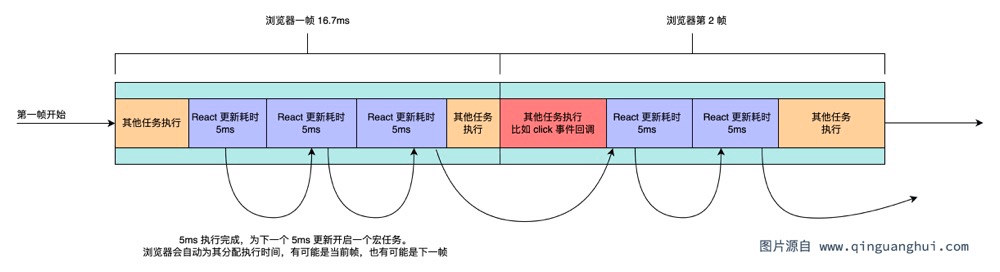 浏览器一帧 16.7ms
浏览器第 2 帧
第一帧开始
其他任务执行
React 更新耗时
5ms
React 更新耗时
5ms
React 更新耗时
5ms
其他任务
执行
其他任务执行
比如 click 事件回调
React 更新耗时
5ms
React 更新耗时
5ms
其他任务
执行
5ms 执行完成，为下一个 5ms 更新开启一个宏任务。
浏览器会自动为其分配执行时间，有可能是当前帧，也有可能是下一帧
图片源自 www.qinguanghui.com